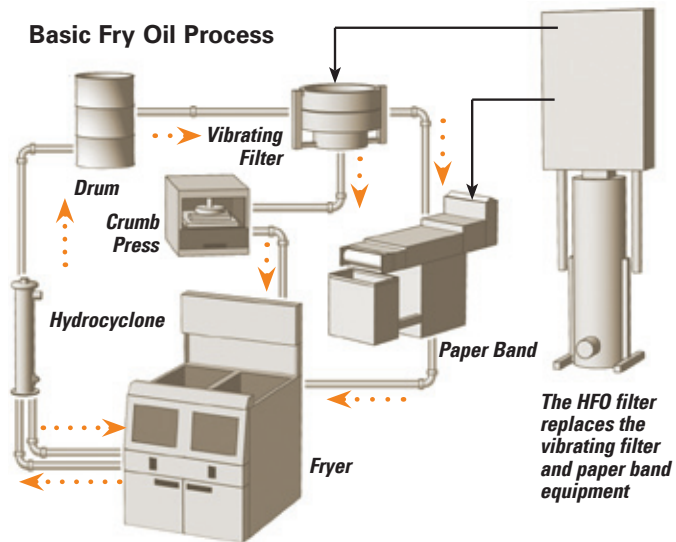 Basic Fry Oil Process
Vibrating
Filter
Drum
Crumb
Press
Hydrocyclone
Paper Band
Fryer
The HFO filter
replaces the
vibrating filter
and paper band
equipment